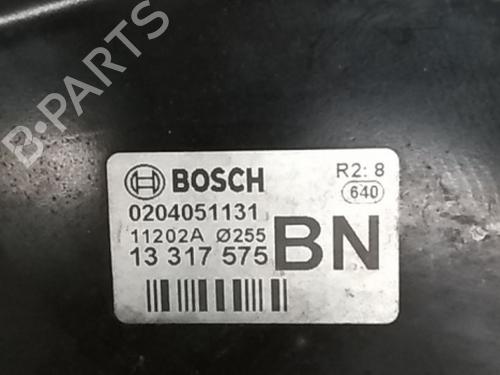 B-PARTS
BOSCH
R2: 8
640
0204051131
11202A Ø255
13 317 575
BN